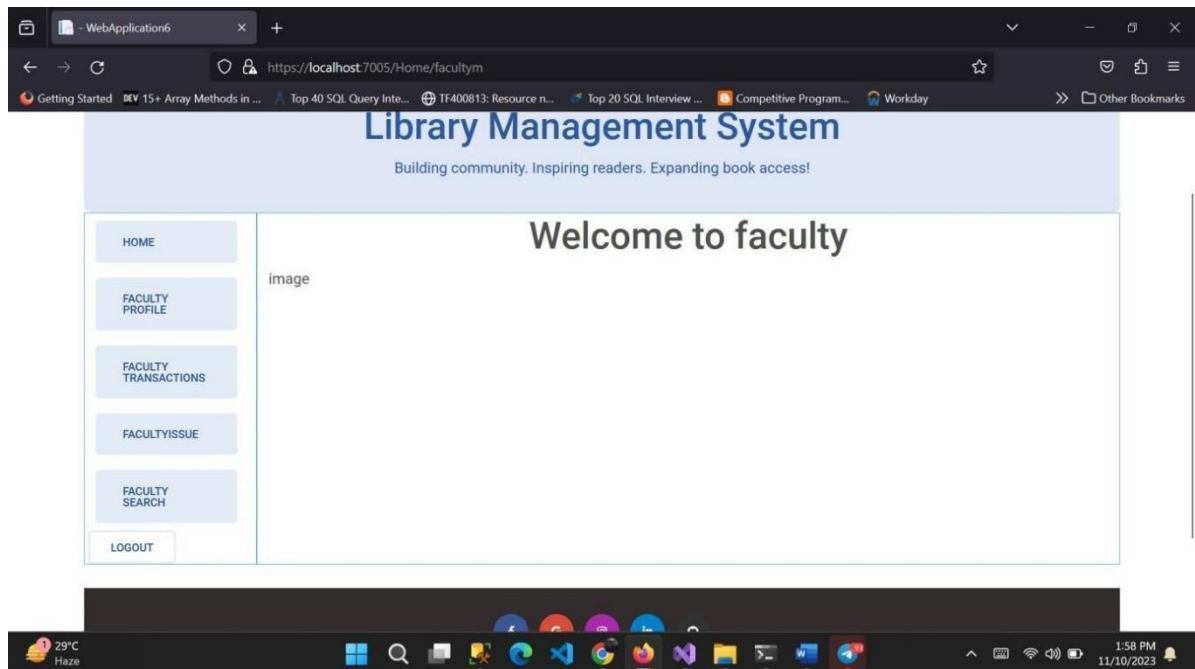 - WebApplication6
https://localhost:7005/Home/facultym
Getting Started
DEV 15+ Array Methods in ...
Top 40 SQL Query Inte...
TF400813: Resource n...
Top 20 SQL Interview ...
Competitive Program...
Workday
Other Bookmarks
Library Management System
Building community. Inspiring readers. Expanding book access!
HOME
FACULTY
PROFILE
FACULTY
TRANSACTIONS
FACULTYISSUE
FACULTY
SEARCH
LOGOUT
Welcome to faculty
image
1
29°C
Haze
1:58 PM
11/10/2023